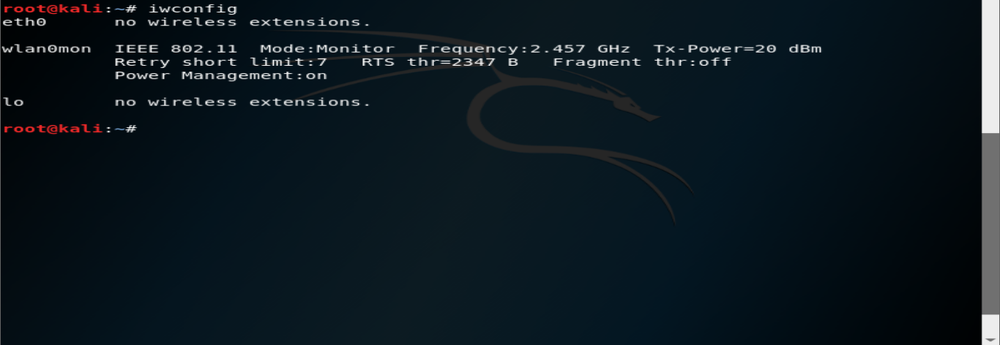 root@kali:~# iwconfig
eth0      no wireless extensions.
wlan0mon  IEEE 802.11  Mode:Monitor  Frequency:2.457 GHz  Tx-Power=20 dBm
          Retry short limit:7   RTS thr=2347 B   Fragment thr:off
          Power Management:on
lo        no wireless extensions.
root@kali:~#